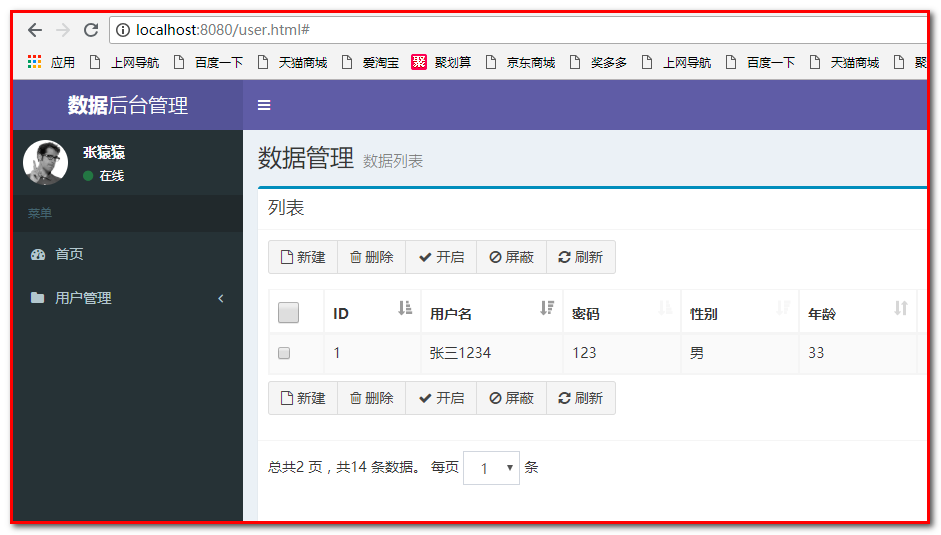 localhost:8080/user.html#
应用 上网导航 百度一下 天猫商城 爱淘宝 聚 聚划算 京东商城 奖多多 上网导航 百度一下 天猫商城
数据后台管理
张猿猿
在线
菜单
首页
用户管理
数据管理 数据列表
列表
新建 删除 开启 屏蔽 刷新
ID 用户名 密码 性别 年龄
1 张三1234 123 男 33
新建 删除 开启 屏蔽 刷新
总共2 页，共14 条数据。 每页 1 条